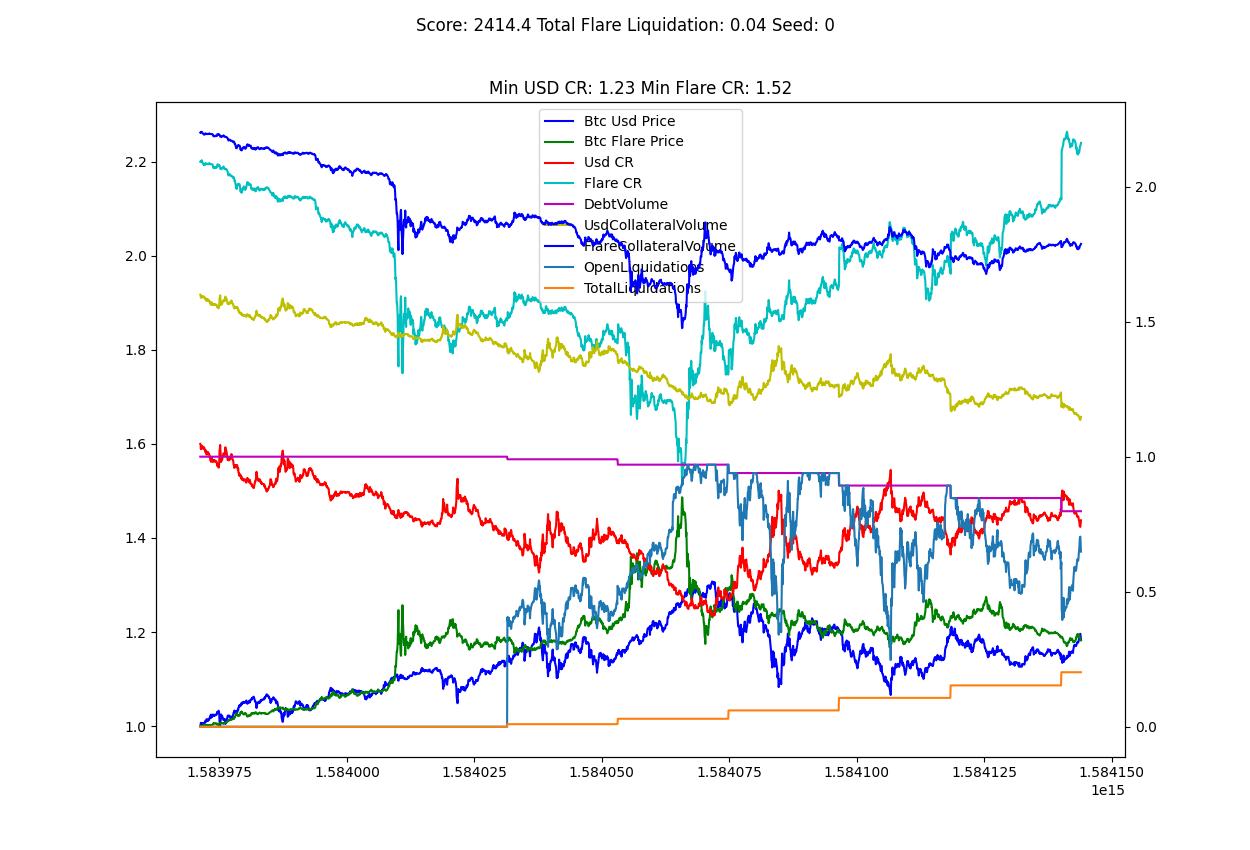 Score: 2414.4 Total Flare Liquidation: 0.04 Seed: 0
Min USD CR: 1.23 Min Flare CR: 1.52
Btc Usd Price
Btc Flare Price
Usd CR
Flare CR
DebtVolume
UsdCollateralVolume
FlareCollateralVolume
OpenLiquidations
TotalLiquidations
2.2
2.0
1.8
1.6
1.4
1.2
1.0
2.0
1.5
1.0
0.5
0.0
1.583975 1.584000 1.584025 1.584050 1.584075 1.584100 1.584125 1.584150
1e15